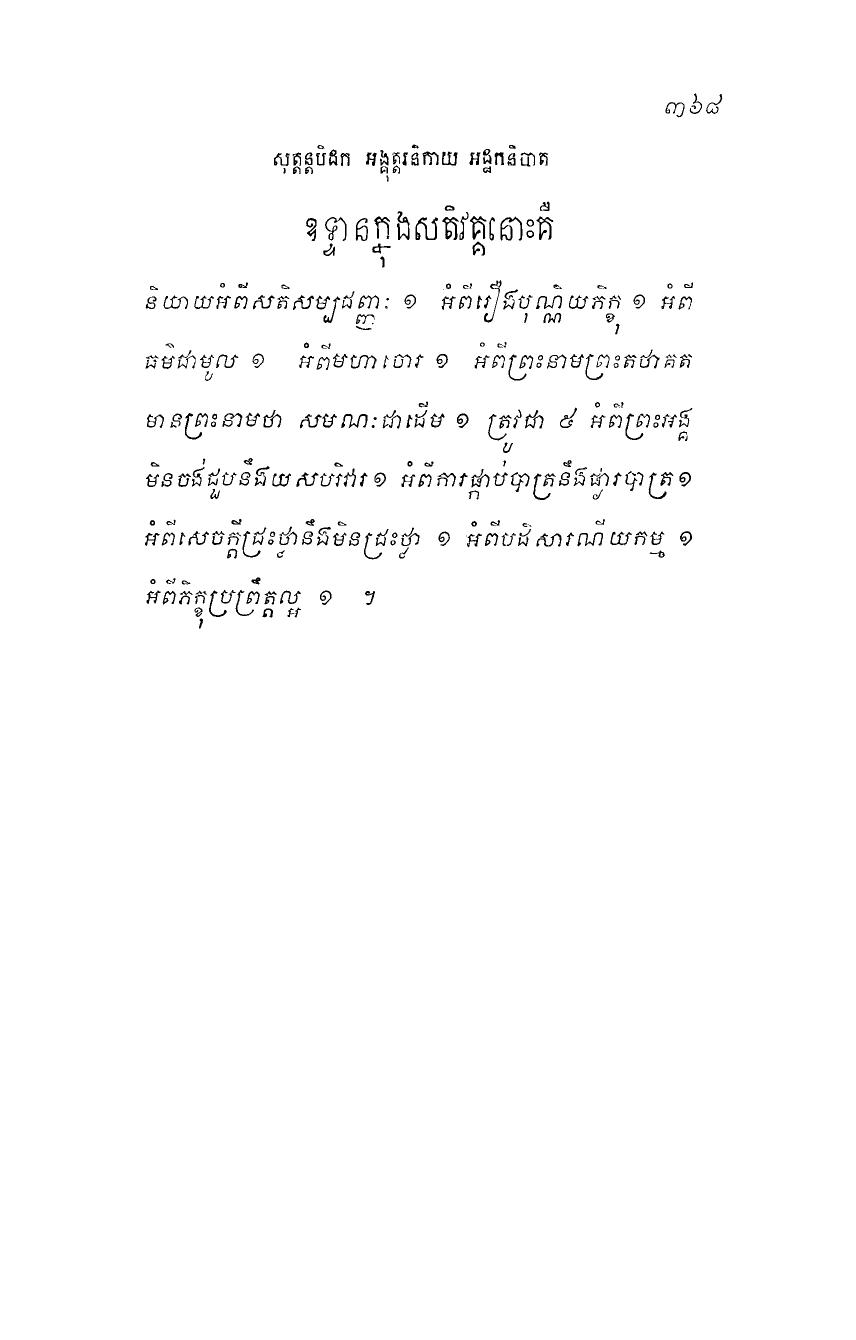 ៣៦៨
សុត្តន្តបិដក អង្គុត្តរនិកាយ អដ្ឋកនិបាត
ឧទ្ទានក្នុងសតិវគ្គនោះគឺ
និយាយអំពីសតិសម្បជញ្ញៈ ១ អំពីរឿងបុណ្ណិយភិក្ខុ ១ អំពី
ធម៌ជាមូល ១ អំពីមហាចោរ ១ អំពីព្រះនាមព្រះតថាគត
មានព្រះនាមថា សមណៈជាដើម ១ ត្រូវជា ៥ អំពីព្រះអង្គ
មិនចង់ជួបនឹងយសបរិវារ ១ អំពីការផ្កាប់បាត្រនឹងផ្ងារបាត្រ ១
អំពីសេចក្តីជ្រះថ្លានឹងមិនជ្រះថ្លា ១ អំពីបដិសារណីយកម្ម ១
អំពីភិក្ខុប្រព្រឹត្តល្អ ១ ។